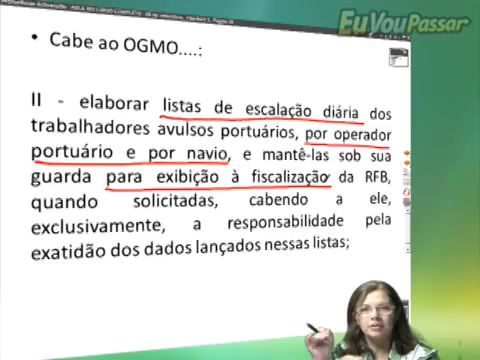 EuVouPassar
• Cabe ao OGMO....:
II - elaborar listas de escalação diária dos
trabalhadores avulsos portuários, por operador
portuário e por navio, e mantê-las sob sua
guarda para exibição à fiscalização da RFB,
quando solicitadas, cabendo a ele,
exclusivamente, a responsabilidade pela
exatidão dos dados lançados nessas listas;